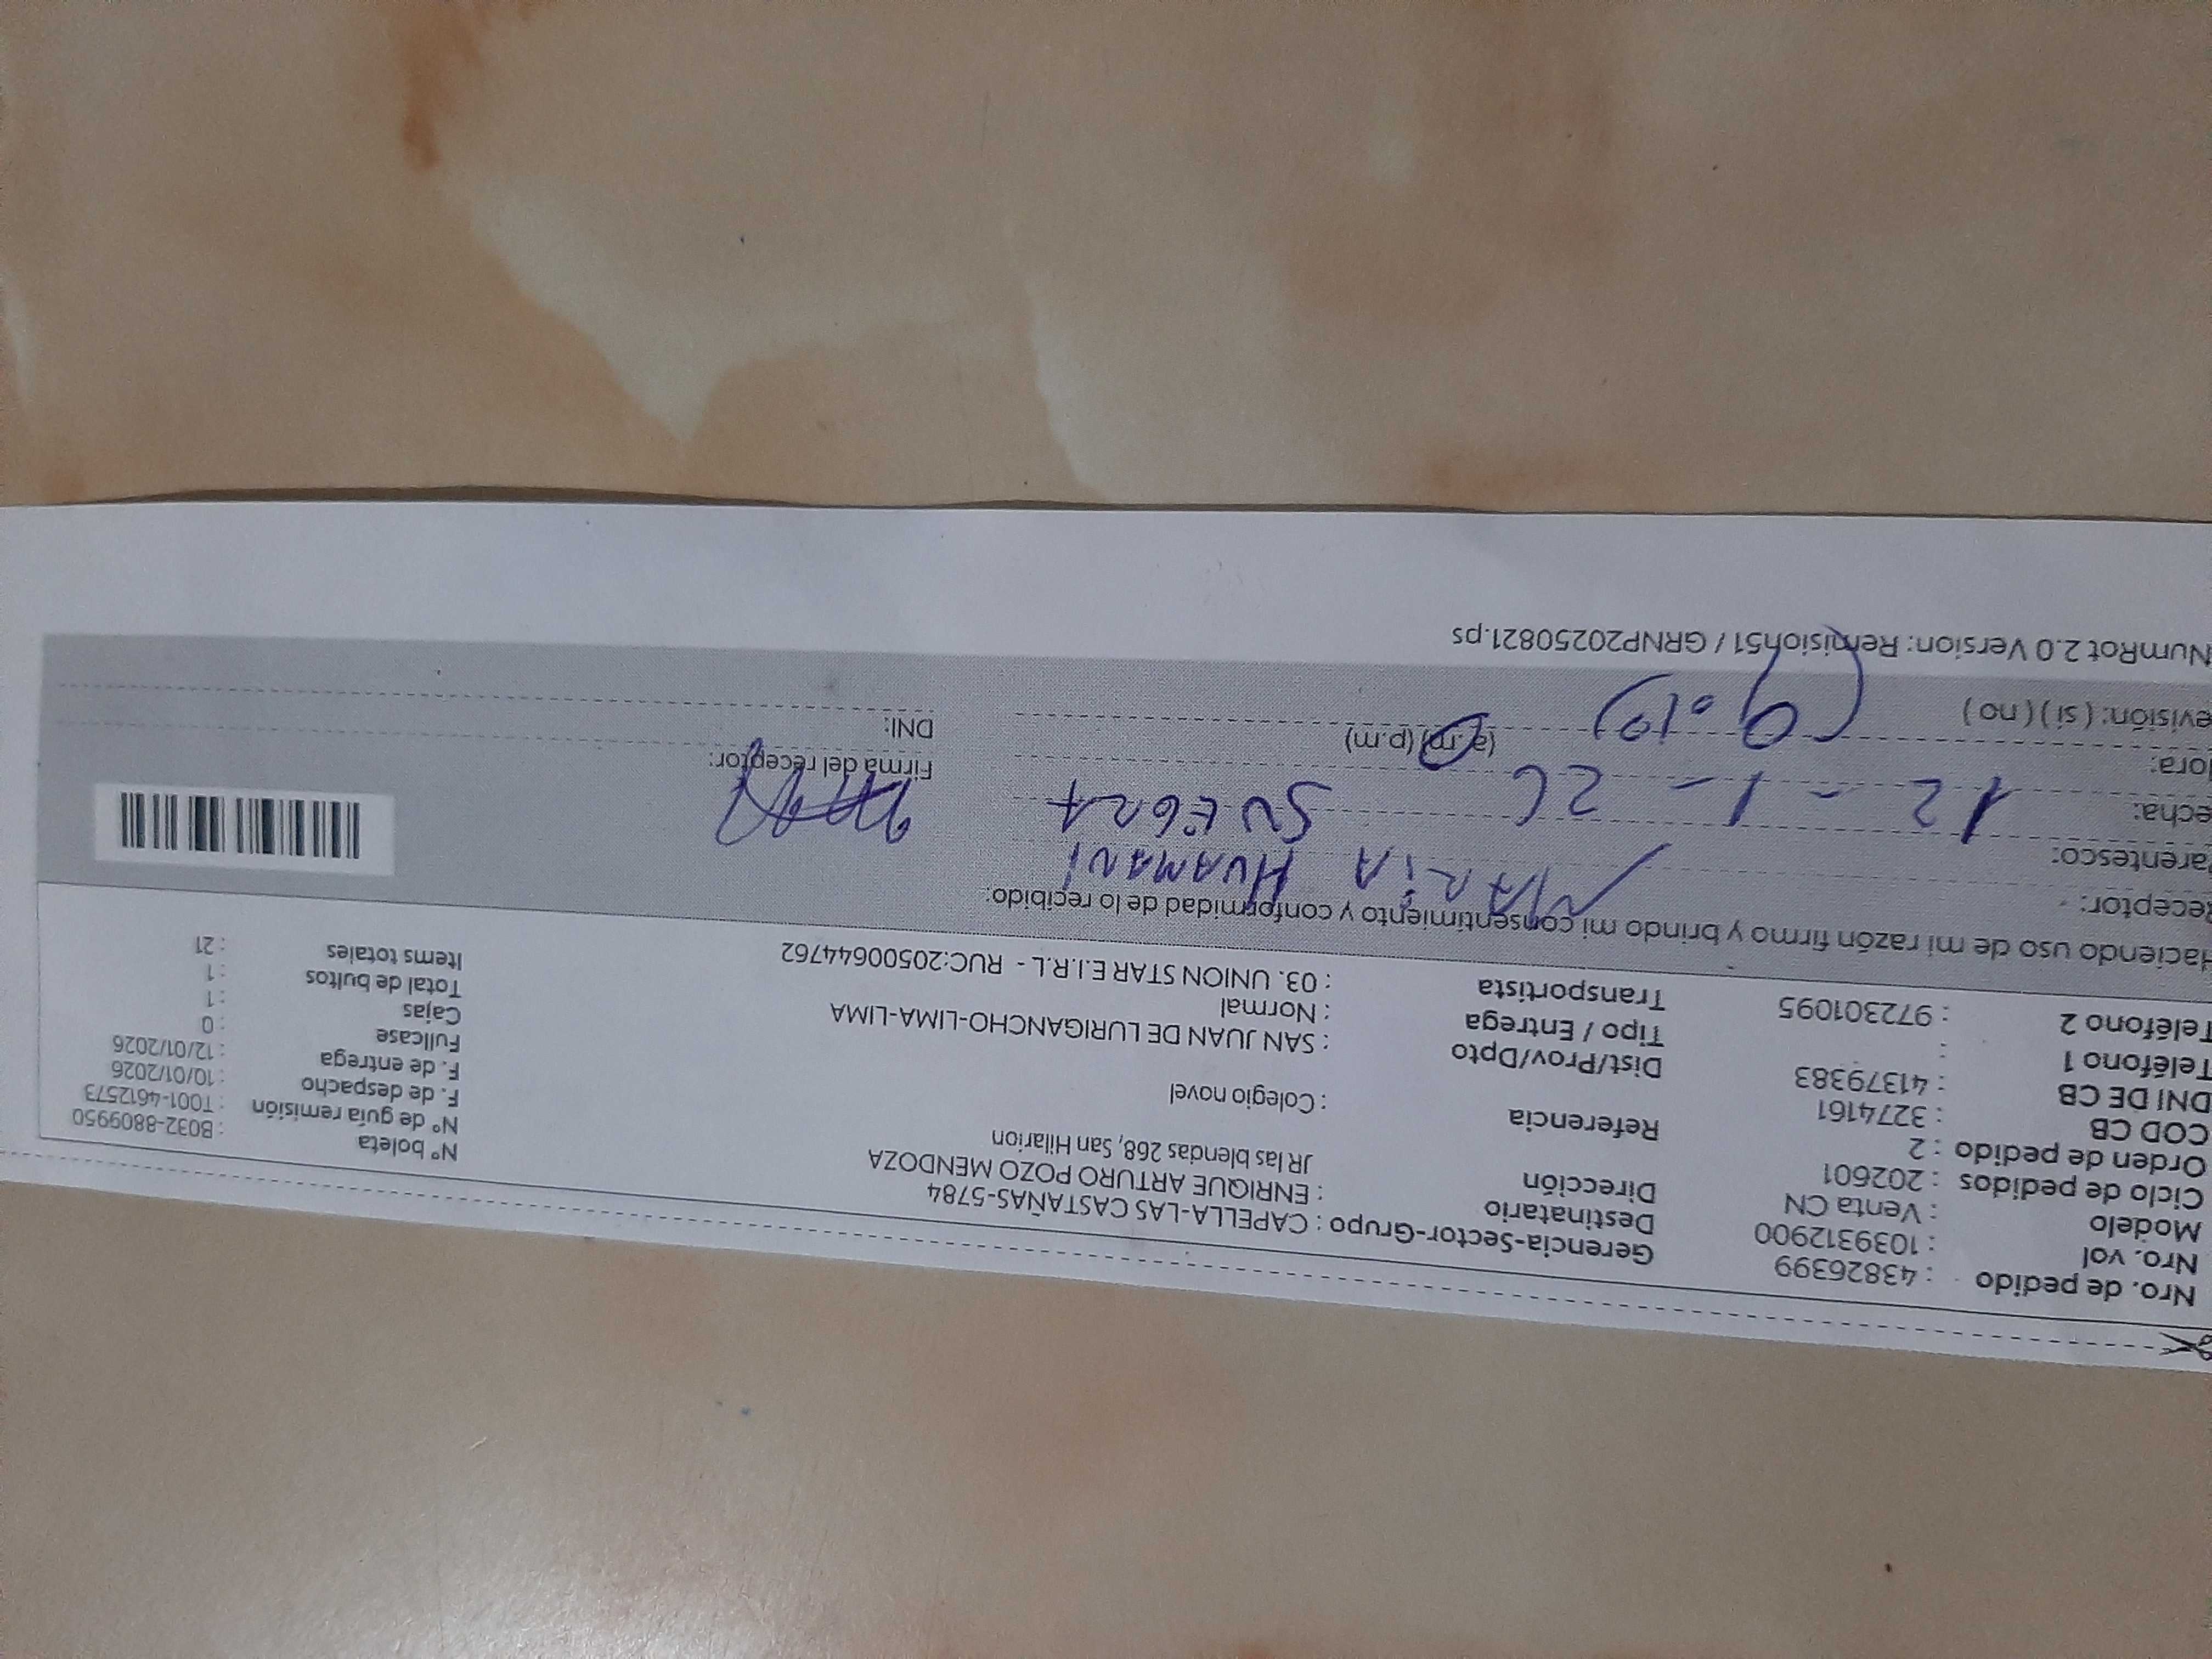 Nro. de pedido : 43826399
Nro. vol : 1039312900
Modelo : Venta CN
Ciclo de pedidos : 202601
Orden de pedido : 2
COD CB : 3274161
DNI DE CB : 41379383
Teléfono 1 :
Teléfono 2 : 972301095
Gerencia-Sector-Grupo : CAPELLA-LAS CASTAÑAS-5784
Destinatario : ENRIQUE ARTURO POZO MENDOZA
Dirección JR las blendas 268, San Hilarion
Referencia : Colegio novel
Dist/Prov/Dpto : SAN JUAN DE LURIGANCHO-LIMA-LIMA
Tipo / Entrega : Normal
Transportista : 03. UNION STAR E.I.R.L - RUC:20500644762
Nº boleta : B032-8809950
Nº de guía remisión : T001-4612573
F. de despacho : 10/01/2026
F. de entrega : 12/01/2026
Fullcase : 0
Cajas : 1
Total de bultos : 1
Items totales : 21
Haciendo uso de mi razón firmo y brindo mi consentimiento y conformidad de lo recibido:
Receptor: MARiA HUAMANI
Parentesco: SUEGRA
echa: 12 - 1 - 26
lora: (a.m) (p.m)
evisión: ( si ) ( no )
Firma del receptor:
DNI:
NumRot 2.0 Version: Remision51 / GRNP20250821.ps